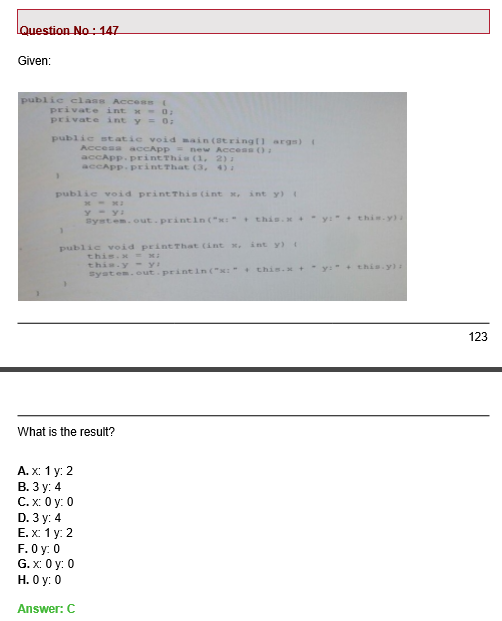 Question No : 147
Given:
public class Access {
private int x = 0;
private int y = 0;
public static void main(String[] args) {
Access accApp = new Access();
accApp.printThis(1, 2);
accApp.printThat(3, 4);
}
public void printThis(int x, int y) {
x = x;
y = y;
System.out.println("x:" + this.x + " y:" + this.y);
}
public void printThat(int x, int y) {
this.x = x;
this.y = y;
System.out.println("x:" + this.x + " y:" + this.y);
}
}
123
What is the result?
A. x: 1 y: 2
B. 3 y: 4
C. x: 0 y: 0
D. 3 y: 4
E. x: 1 y: 2
F. 0 y: 0
G. x: 0 y: 0
H. 0 y: 0
Answer: C